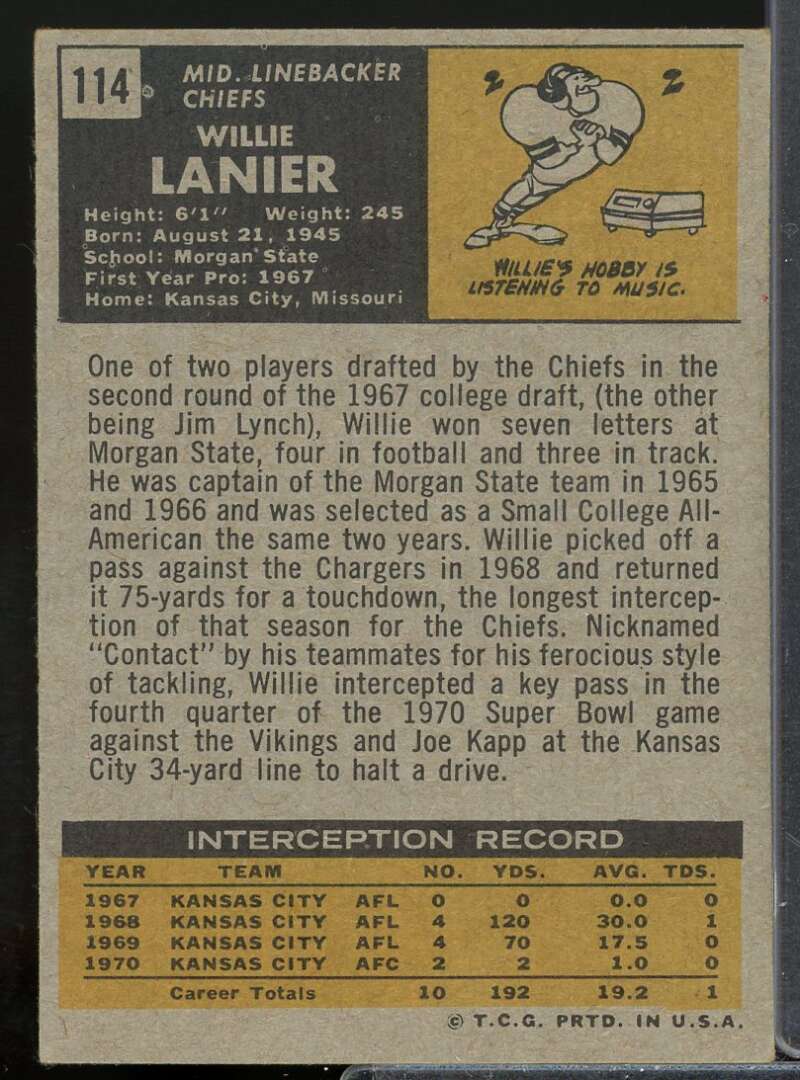 114
MID. LINEBACKER
CHIEFS
WILLIE
LANIER
Height: 6'1" Weight: 245
Born: August 21, 1945
School: Morgan State
First Year Pro: 1967
Home: Kansas City, Missouri
WILLIE'S HOBBY IS
LISTENING TO MUSIC.
One of two players drafted by the Chiefs in the
second round of the 1967 college draft, (the other
being Jim Lynch), Willie won seven letters at
Morgan State, four in football and three in track.
He was captain of the Morgan State team in 1965
and 1966 and was selected as a Small College All-
American the same two years. Willie picked off a
pass against the Chargers in 1968 and returned
it 75-yards for a touchdown, the longest intercep-
tion of that season for the Chiefs. Nicknamed
"Contact" by his teammates for his ferocious style
of tackling, Willie intercepted a key pass in the
fourth quarter of the 1970 Super Bowl game
against the Vikings and Joe Kapp at the Kansas
City 34-yard line to halt a drive.
INTERCEPTION RECORD
YEAR TEAM NO. YDS. AVG. TDS.
1967 KANSAS CITY AFL 0 0 0.0 0
1968 KANSAS CITY AFL 4 120 30.0 1
1969 KANSAS CITY AFL 4 70 17.5 0
1970 KANSAS CITY AFC 2 2 1.0 0
Career Totals 10 192 19.2 1
© T.C.G. PRTD. IN U.S.A.